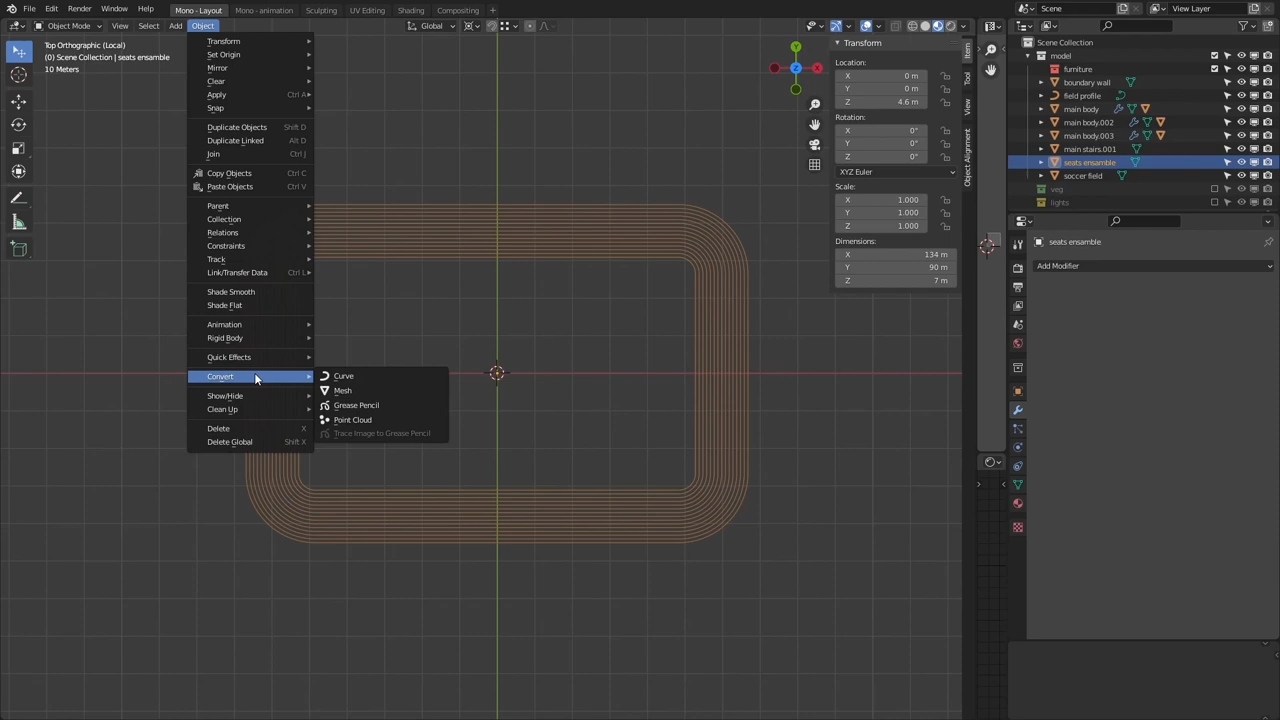 File Edit Render Window Help Mono - Layout Mono - animation Sculpting UV Editing Shading Compositing + Scene View Layer
Object Mode View Select Add Object Global
Top Orthographic (Local)
(0) Scene Collection | seats ensamble
10 Meters
Transform
Set Origin
Mirror
Clear
Apply Ctrl A
Snap
Duplicate Objects Shift D
Duplicate Linked Alt D
Join Ctrl J
Copy Objects Ctrl C
Paste Objects Ctrl V
Parent
Collection
Relations
Constraints
Track
Link/Transfer Data Ctrl L
Shade Smooth
Shade Flat
Animation
Rigid Body
Quick Effects
Convert
Show/Hide
Clean Up
Delete X
Delete Global Shift X
Curve
Mesh
Grease Pencil
Point Cloud
Trace Image to Grease Pencil
Y
X
Z
Transform
Location:
X 0 m
Y 0 m
Z 4.6 m
Rotation:
X 0°
Y 0°
Z 0°
XYZ Euler
Scale:
X 1.000
Y 1.000
Z 1.000
Dimensions:
X 134 m
Y 90 m
Z 7 m
Item
Tool
View
Object Alignment
Scene Collection
model
furniture
boundary wall
field profile
main body
main body.002
main body.003
main stairs.001
seats ensamble
soccer field
veg
lights
seats ensamble
Add Modifier